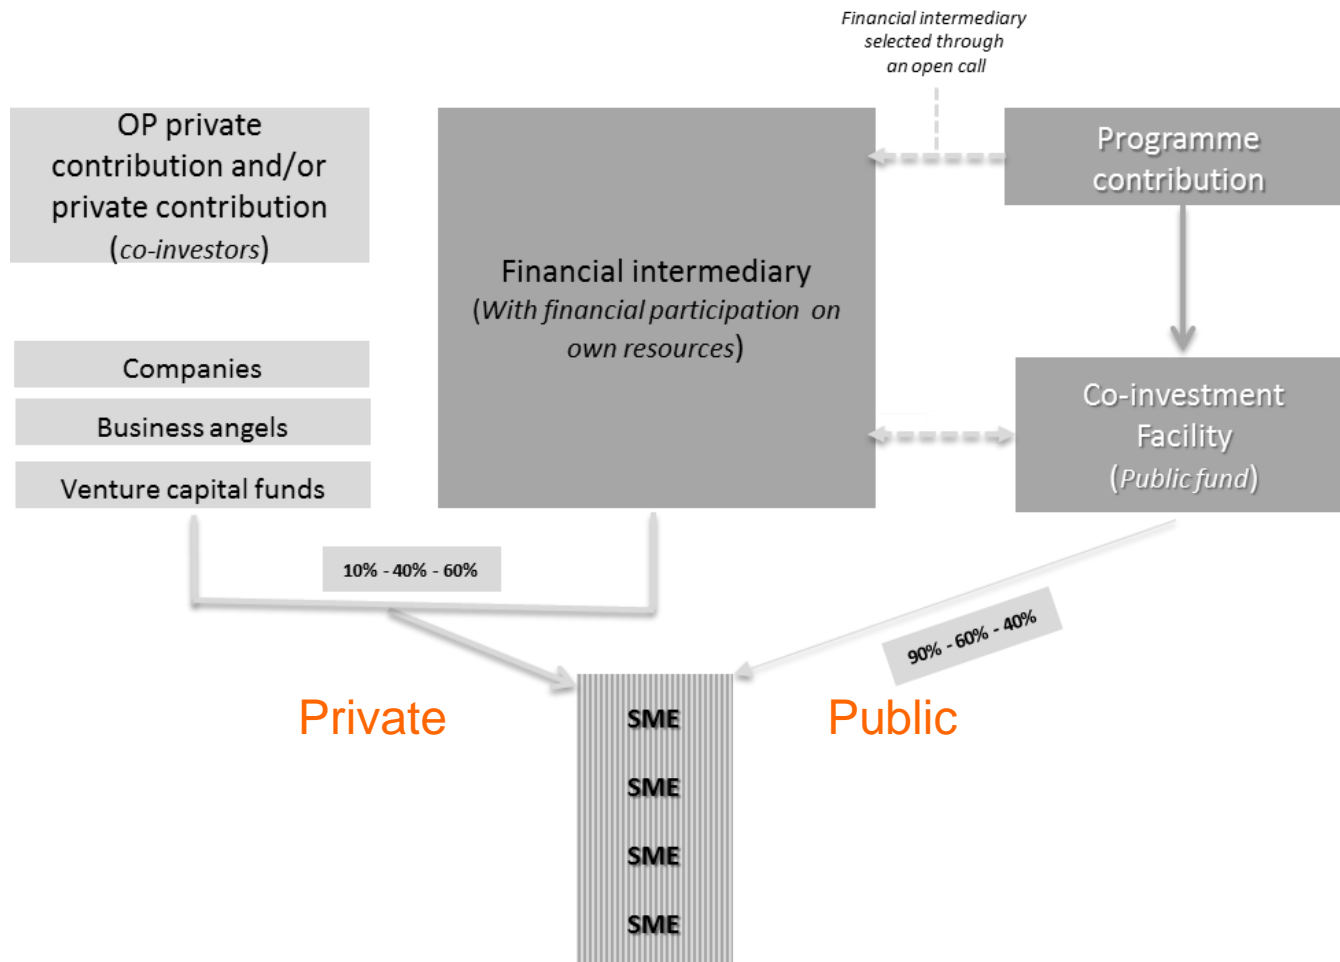 Financial intermediary
selected through
an open call
OP private
contribution and/or
private contribution
(co-investors)
Programme
contribution
Financial intermediary
(With financial participation on
own resources)
Companies
Business angels
Venture capital funds
Co-investment
Facility
(Public fund)
10% - 40% - 60%
90% - 60% - 40%
Private
Public
SME
SME
SME
SME